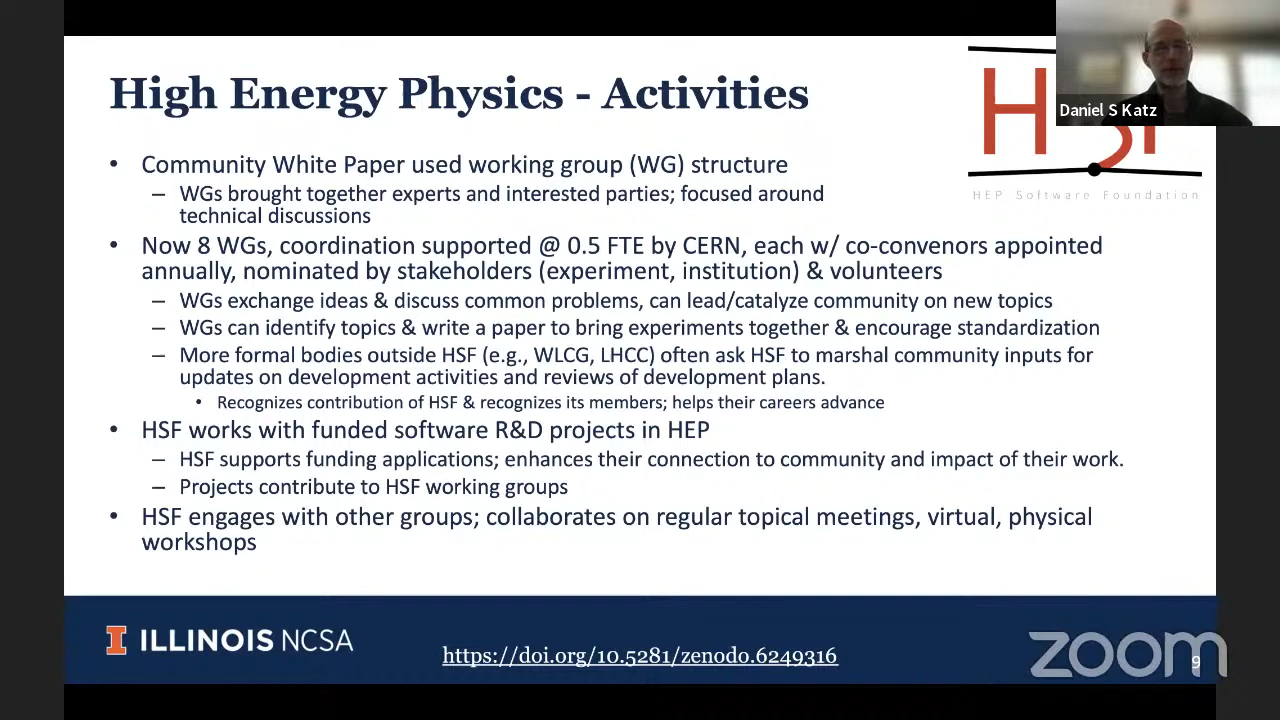 High Energy Physics - Activities
Daniel S Katz
HEP Software Foundation
• Community White Paper used working group (WG) structure
– WGs brought together experts and interested parties; focused around
technical discussions
• Now 8 WGs, coordination supported @ 0.5 FTE by CERN, each w/ co-convenors appointed
annually, nominated by stakeholders (experiment, institution) & volunteers
– WGs exchange ideas & discuss common problems, can lead/catalyze community on new topics
– WGs can identify topics & write a paper to bring experiments together & encourage standardization
– More formal bodies outside HSF (e.g., WLCG, LHCC) often ask HSF to marshal community inputs for
updates on development activities and reviews of development plans.
• Recognizes contribution of HSF & recognizes its members; helps their careers advance
• HSF works with funded software R&D projects in HEP
– HSF supports funding applications; enhances their connection to community and impact of their work.
– Projects contribute to HSF working groups
• HSF engages with other groups; collaborates on regular topical meetings, virtual, physical
workshops
I ILLINOIS NCSA
https://doi.org/10.5281/zenodo.6249316
zoom
9